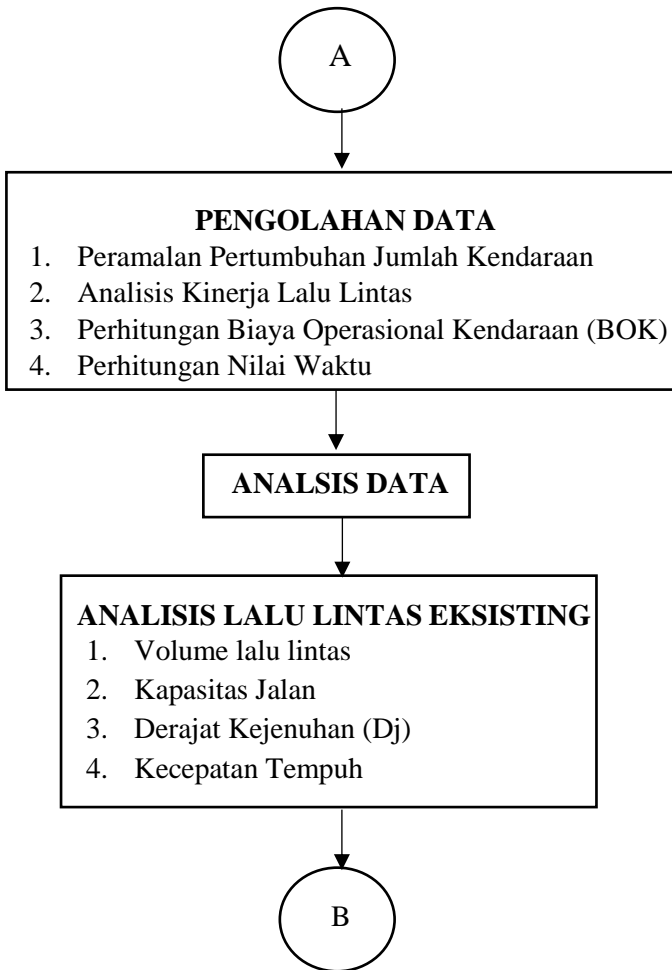 A
PENGOLAHAN DATA
1. Peramalan Pertumbuhan Jumlah Kendaraan
2. Analisis Kinerja Lalu Lintas
3. Perhitungan Biaya Operasional Kendaraan (BOK)
4. Perhitungan Nilai Waktu
ANALSIS DATA
ANALISIS LALU LINTAS EKSISTING
1. Volume lalu lintas
2. Kapasitas Jalan
3. Derajat Kejenuhan (Dj)
4. Kecepatan Tempuh
B